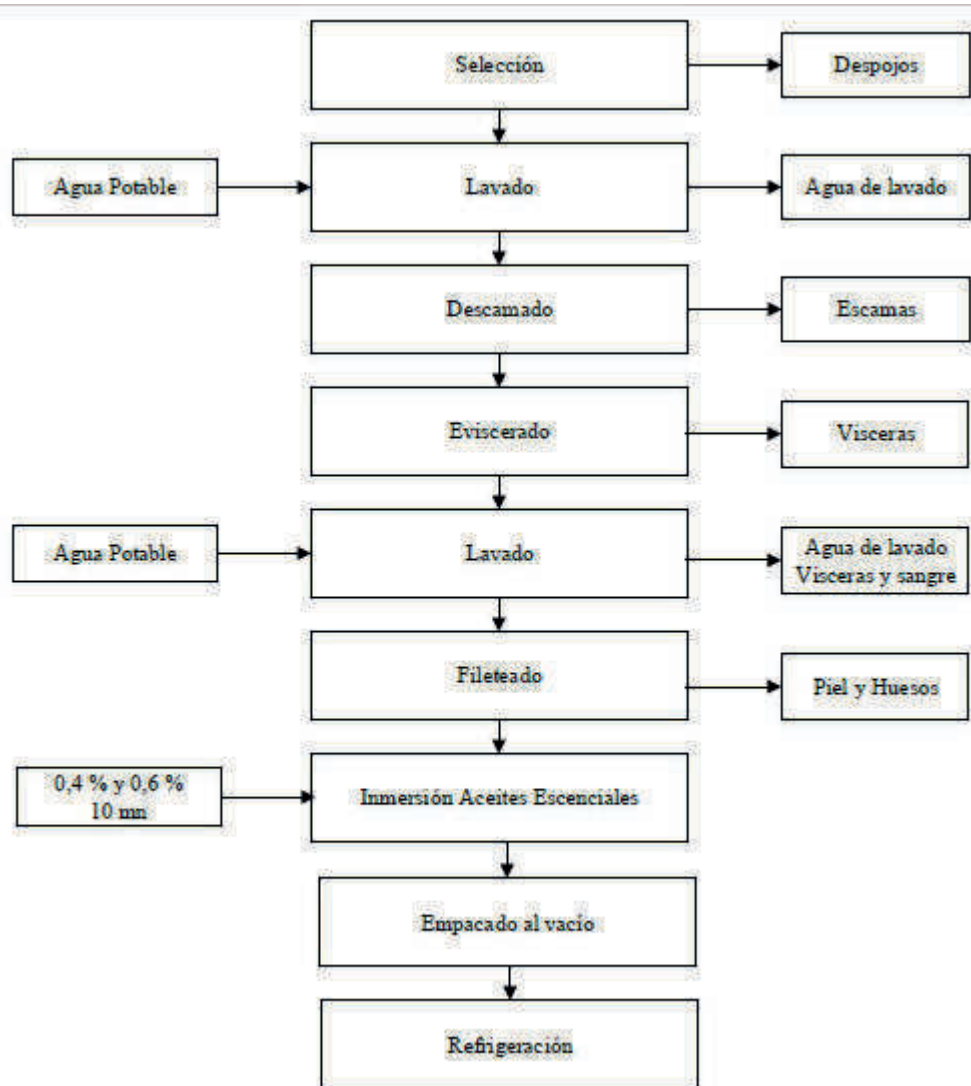 Selección
Despojos
Agua Potable
Lavado
Agua de lavado
Descamado
Escamas
Eviscerado
Visceras
Agua Potable
Lavado
Agua de lavado
Visceras y sangre
Fileteado
Piel y Huesos
0,4 % y 0,6 %
10 mn
Inmersión Aceites Escenciales
Empacado al vacío
Refrigeración